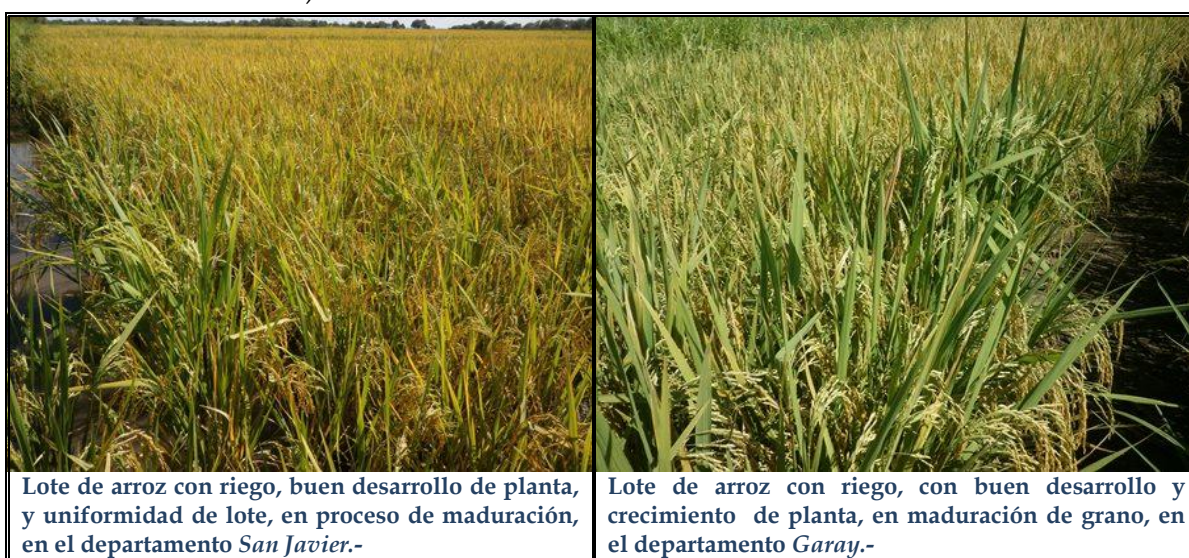 Lote de arroz con riego, buen desarrollo de planta,
y uniformidad de lote, en proceso de maduración,
en el departamento San Javier.-
Lote de arroz con riego, con buen desarrollo y
crecimiento de planta, en maduración de grano, en
el departamento Garay.-